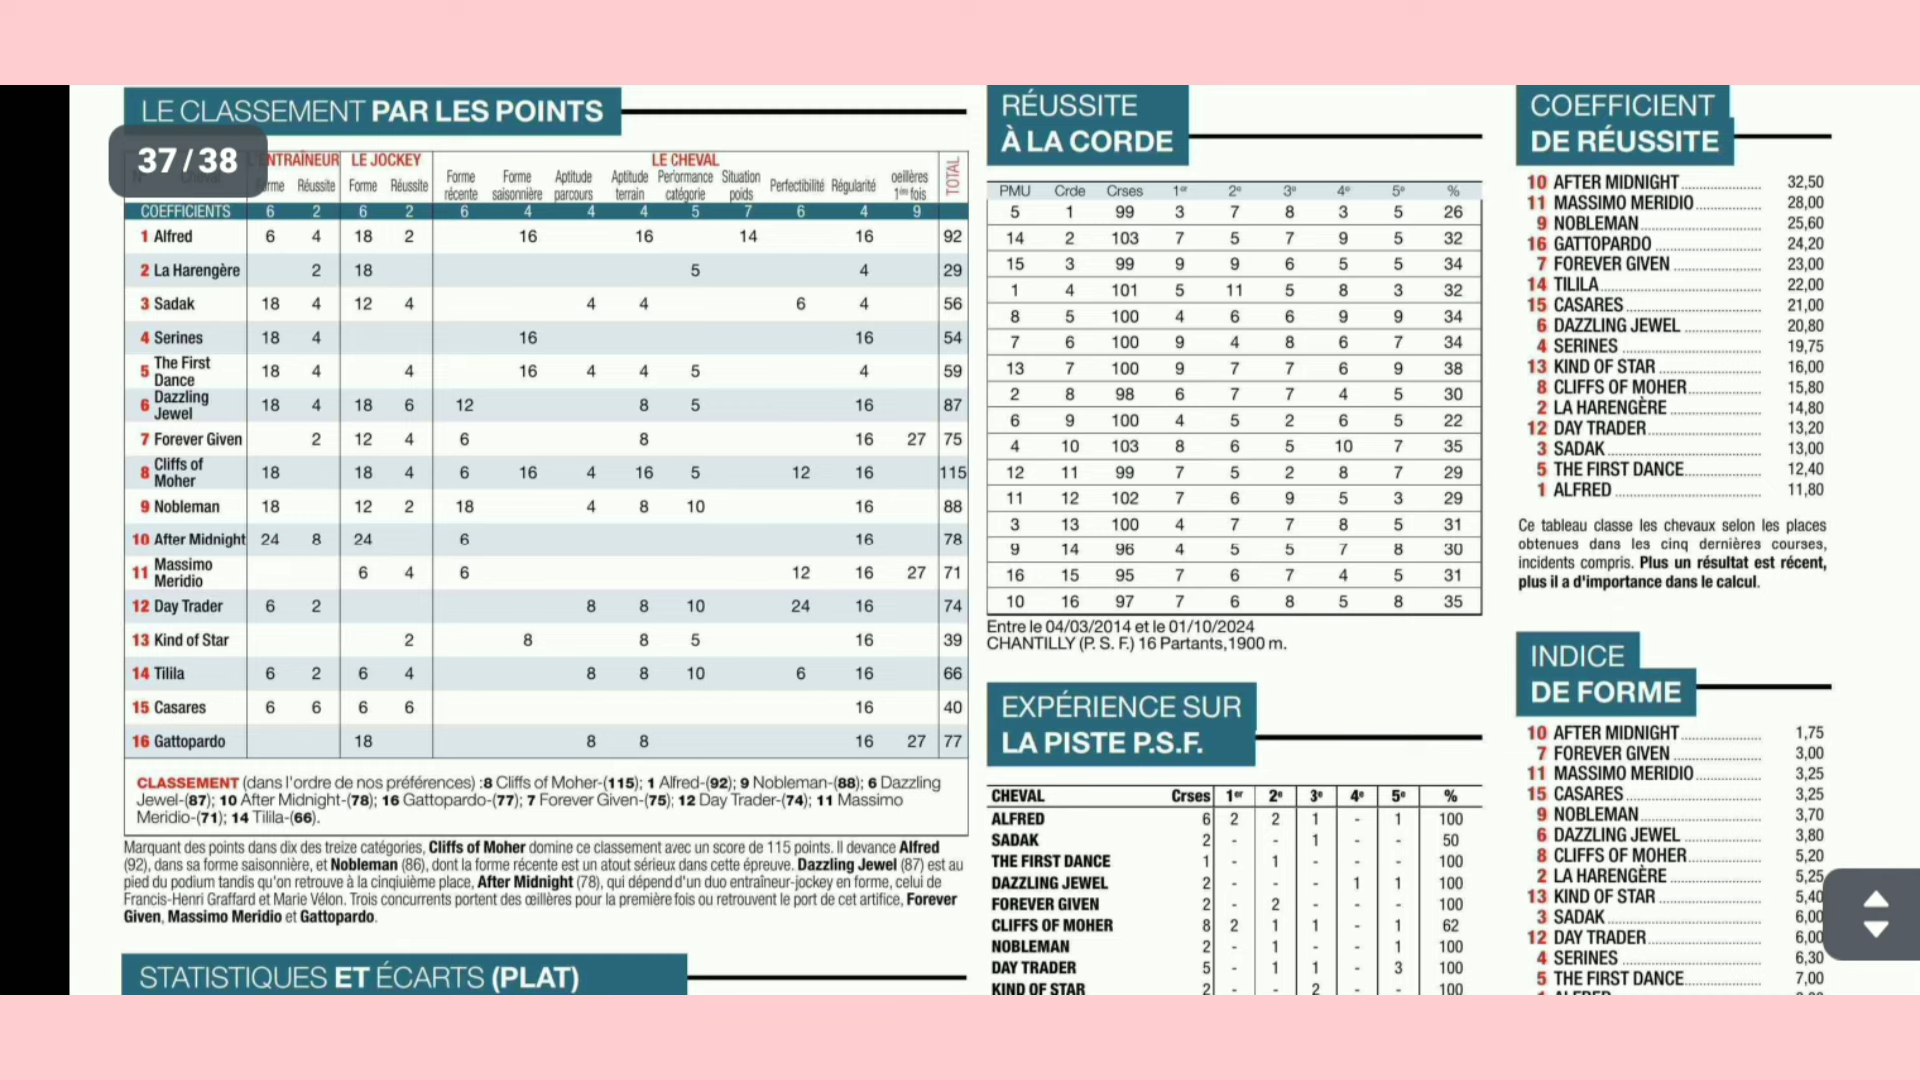 LE CLASSEMENT PAR LES POINTS
37/38
L'ENTRAÎNEUR LE JOCKEY LE CHEVAL TOTAL
Forme Réussite Forme Réussite Forme récente Forme saisonnière Aptitude parcours Aptitude terrain Performance catégorie Situation poids Perfectibilité Régularité oeillères 1ère fois
COEFFICIENTS 6 2 6 2 6 4 4 4 5 7 6 4 9
1 Alfred 6 4 18 2 16 16 14 16 92
2 La Harengère 2 18 5 4 29
3 Sadak 18 4 12 4 4 4 6 4 56
4 Serines 18 4 16 16 54
5 The First Dance 18 4 4 16 4 4 5 4 59
6 Dazzling Jewel 18 4 18 6 12 8 5 16 87
7 Forever Given 2 12 4 6 8 16 27 75
8 Cliffs of Moher 18 18 4 6 16 4 16 5 12 16 115
9 Nobleman 18 12 2 18 4 8 10 16 88
10 After Midnight 24 8 24 6 16 78
11 Massimo Meridio 6 4 6 12 16 27 71
12 Day Trader 6 2 8 8 10 24 16 74
13 Kind of Star 2 8 8 5 16 39
14 Tilila 6 2 6 4 8 8 10 6 16 66
15 Casares 6 6 6 6 16 40
16 Gattopardo 18 8 8 16 27 77
CLASSEMENT (dans l'ordre de nos préférences) :8 Cliffs of Moher-(115); 1 Alfred-(92); 9 Nobleman-(88); 6 Dazzling
Jewel-(87); 10 After Midnight-(78); 16 Gattopardo-(77); 7 Forever Given-(75); 12 Day Trader-(74); 11 Massimo
Meridio-(71); 14 Tilila-(66).
Marquant des points dans dix des treize catégories, Cliffs of Moher domine ce classement avec un score de 115 points. Il devance Alfred
(92), dans sa forme saisonnière, et Nobleman (86), dont la forme récente est un atout sérieux dans cette épreuve. Dazzling Jewel (87) est au
pied du podium tandis qu'on retrouve à la cinqiuième place, After Midnight (78), qui dépend d'un duo entraîneur-jockey en forme, celui de
Francis-Henri Graffard et Marie Vélon. Trois concurrents portent des œillères pour la première fois ou retrouvent le port de cet artifice, Forever
Given, Massimo Meridio et Gattopardo.
STATISTIQUES ET ÉCARTS (PLAT)
RÉUSSITE
À LA CORDE
PMU Crde Crses 1er 2e 3e 4e 5e %
5 1 99 3 7 8 3 5 26
14 2 103 7 5 7 9 5 32
15 3 99 9 9 6 5 5 34
1 4 101 5 11 5 8 3 32
8 5 100 4 6 6 9 9 34
7 6 100 9 4 8 6 7 34
13 7 100 9 7 7 6 9 38
2 8 98 6 7 7 4 5 30
6 9 100 4 5 2 6 5 22
4 10 103 8 6 5 10 7 35
12 11 99 7 5 2 8 7 29
11 12 102 7 6 9 5 3 29
3 13 100 4 7 7 8 5 31
9 14 96 4 5 5 7 8 30
16 15 95 7 6 7 4 5 31
10 16 97 7 6 8 5 8 35
Entre le 04/03/2014 et le 01/10/2024
CHANTILLY (P. S. F.) 16 Partants,1900 m.
EXPÉRIENCE SUR
LA PISTE P.S.F.
CHEVAL Crses 1er 2e 3e 4e 5e %
ALFRED 6 2 2 1 - 1 100
SADAK 2 - - 1 - - 50
THE FIRST DANCE 1 - 1 - - - 100
DAZZLING JEWEL 2 - - - 1 1 100
FOREVER GIVEN 2 - 2 - - - 100
CLIFFS OF MOHER 8 2 1 1 - 1 62
NOBLEMAN 2 - 1 - - 1 100
DAY TRADER 5 - 1 1 - 3 100
KIND OF STAR 2 - - 2 - - 100
COEFFICIENT
DE RÉUSSITE
10 AFTER MIDNIGHT 32,50
11 MASSIMO MERIDIO 28,00
9 NOBLEMAN 25,60
16 GATTOPARDO 24,20
7 FOREVER GIVEN 23,00
14 TILILA 22,00
15 CASARES 21,00
6 DAZZLING JEWEL 20,80
4 SERINES 19,75
13 KIND OF STAR 16,00
8 CLIFFS OF MOHER 15,80
2 LA HARENGÈRE 14,80
12 DAY TRADER 13,20
3 SADAK 13,00
5 THE FIRST DANCE 12,40
1 ALFRED 11,80
Ce tableau classe les chevaux selon les places
obtenues dans les cinq dernières courses,
incidents compris. Plus un résultat est récent,
plus il a d'importance dans le calcul.
INDICE
DE FORME
10 AFTER MIDNIGHT 1,75
7 FOREVER GIVEN 3,00
11 MASSIMO MERIDIO 3,25
15 CASARES 3,25
9 NOBLEMAN 3,70
6 DAZZLING JEWEL 3,80
8 CLIFFS OF MOHER 5,20
2 LA HARENGÈRE 5,25
13 KIND OF STAR 5,40
3 SADAK 6,00
12 DAY TRADER 6,00
4 SERINES 6,30
5 THE FIRST DANCE 7,00